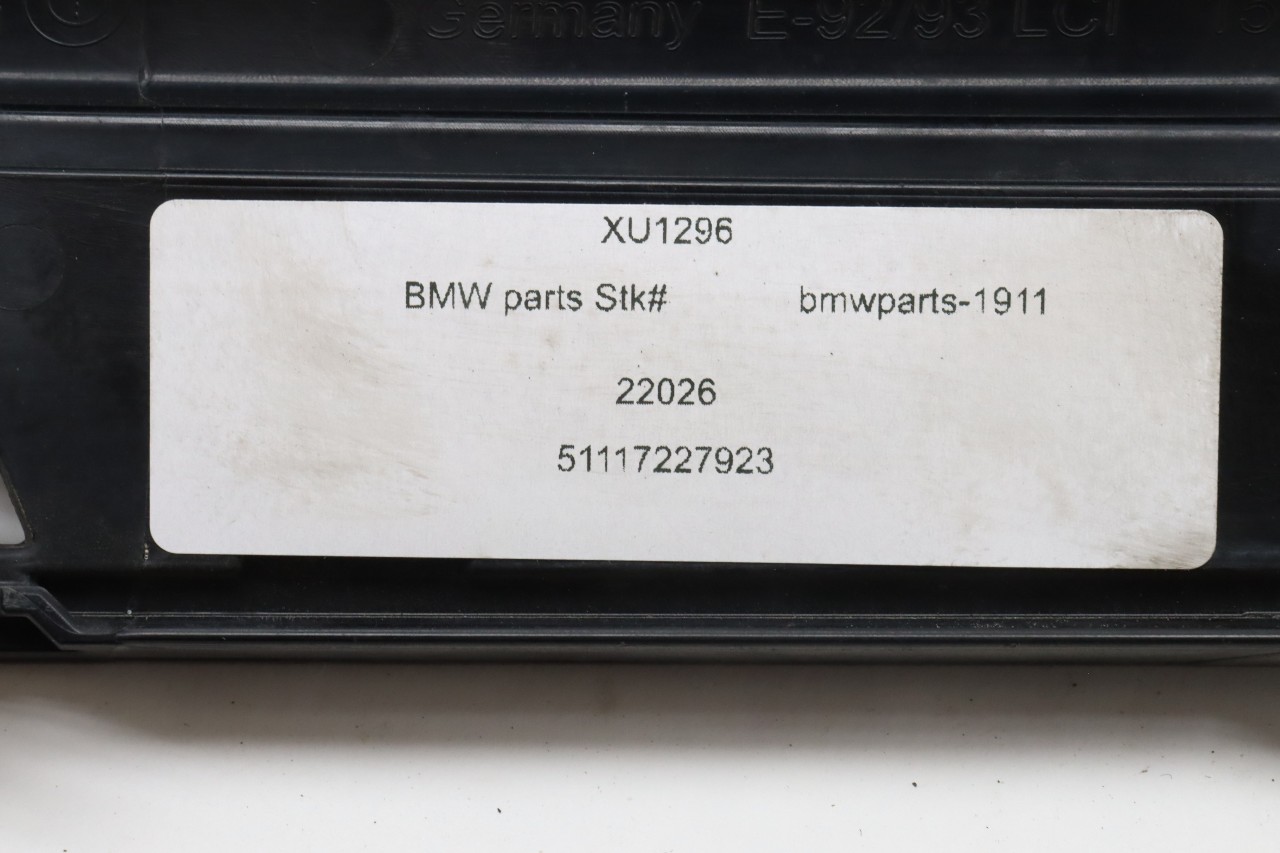 Germany E-92/93 LCI
XU1296
BMW parts Stk# bmwparts-1911
22026
51117227923